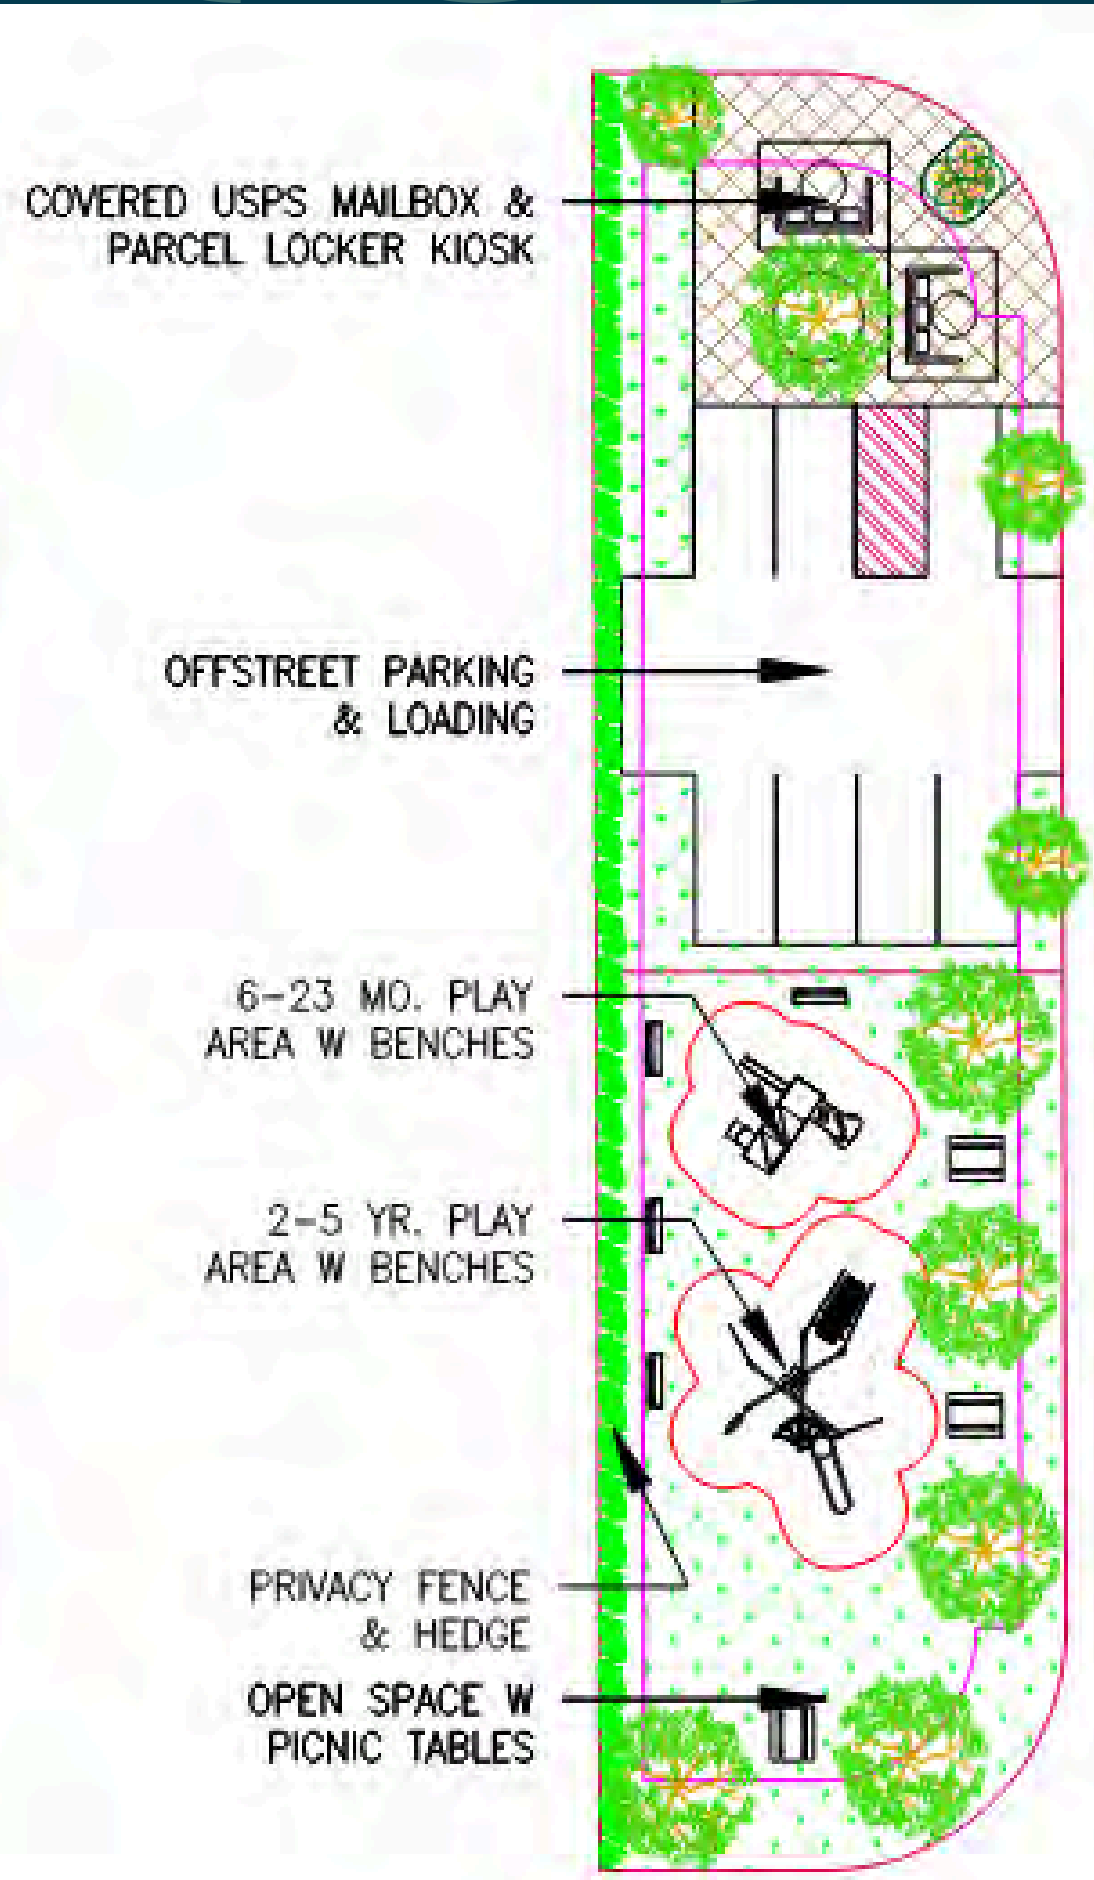 COVERED USPS MAILBOX &
PARCEL LOCKER KIOSK
OFFSTREET PARKING
& LOADING
6-23 MO. PLAY
AREA W BENCHES
2-5 YR. PLAY
AREA W BENCHES
PRIVACY FENCE
& HEDGE
OPEN SPACE W
PICNIC TABLES